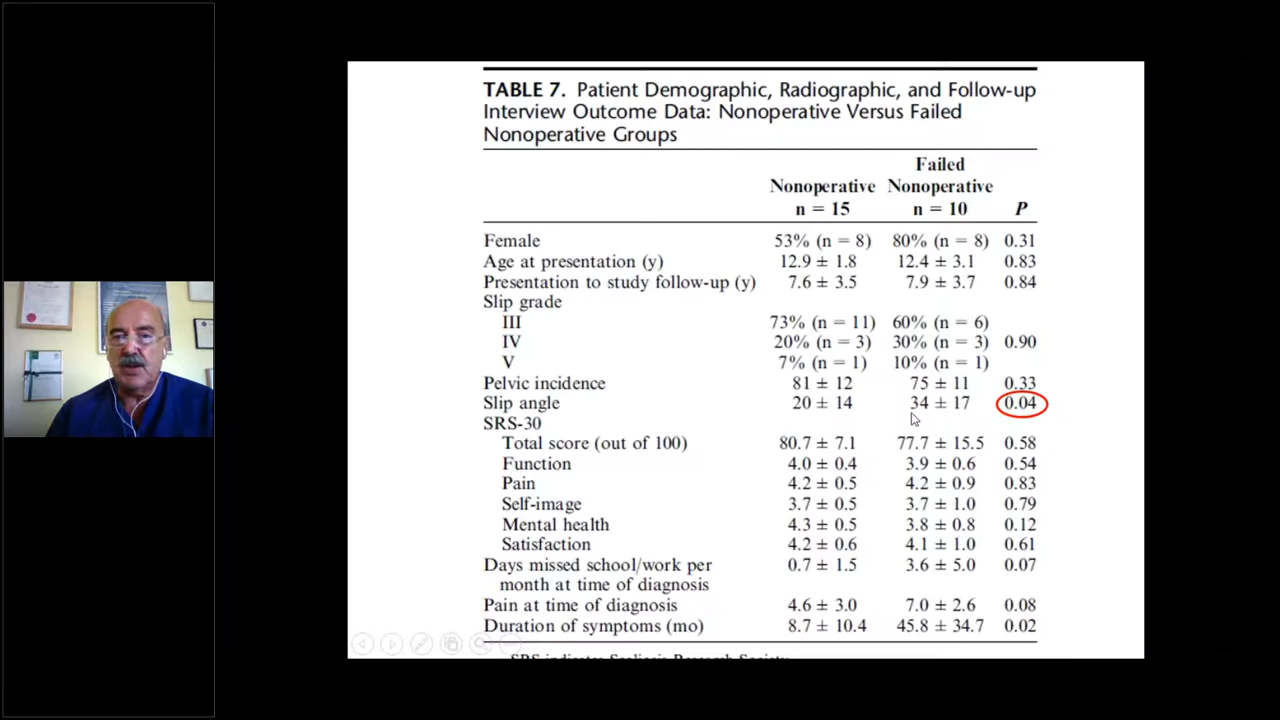 TABLE 7. Patient Demographic, Radiographic, and Follow-up
Interview Outcome Data: Nonoperative Versus Failed
Nonoperative Groups
Failed
Nonoperative Nonoperative
n = 15 n = 10 P
Female 53% (n = 8) 80% (n = 8) 0.31
Age at presentation (y) 12.9 ± 1.8 12.4 ± 3.1 0.83
Presentation to study follow-up (y) 7.6 ± 3.5 7.9 ± 3.7 0.84
Slip grade
III 73% (n = 11) 60% (n = 6)
IV 20% (n = 3) 30% (n = 3) 0.90
V 7% (n = 1) 10% (n = 1)
Pelvic incidence 81 ± 12 75 ± 11 0.33
Slip angle 20 ± 14 34 ± 17 0.04
SRS-30
Total score (out of 100) 80.7 ± 7.1 77.7 ± 15.5 0.58
Function 4.0 ± 0.4 3.9 ± 0.6 0.54
Pain 4.2 ± 0.5 4.2 ± 0.9 0.83
Self-image 3.7 ± 0.5 3.7 ± 1.0 0.79
Mental health 4.3 ± 0.5 3.8 ± 0.8 0.12
Satisfaction 4.2 ± 0.6 4.1 ± 1.0 0.61
Days missed school/work per
month at time of diagnosis 0.7 ± 1.5 3.6 ± 5.0 0.07
Pain at time of diagnosis 4.6 ± 3.0 7.0 ± 2.6 0.08
Duration of symptoms (mo) 8.7 ± 10.4 45.8 ± 34.7 0.02
SRS indicates Scoliosis Research Society